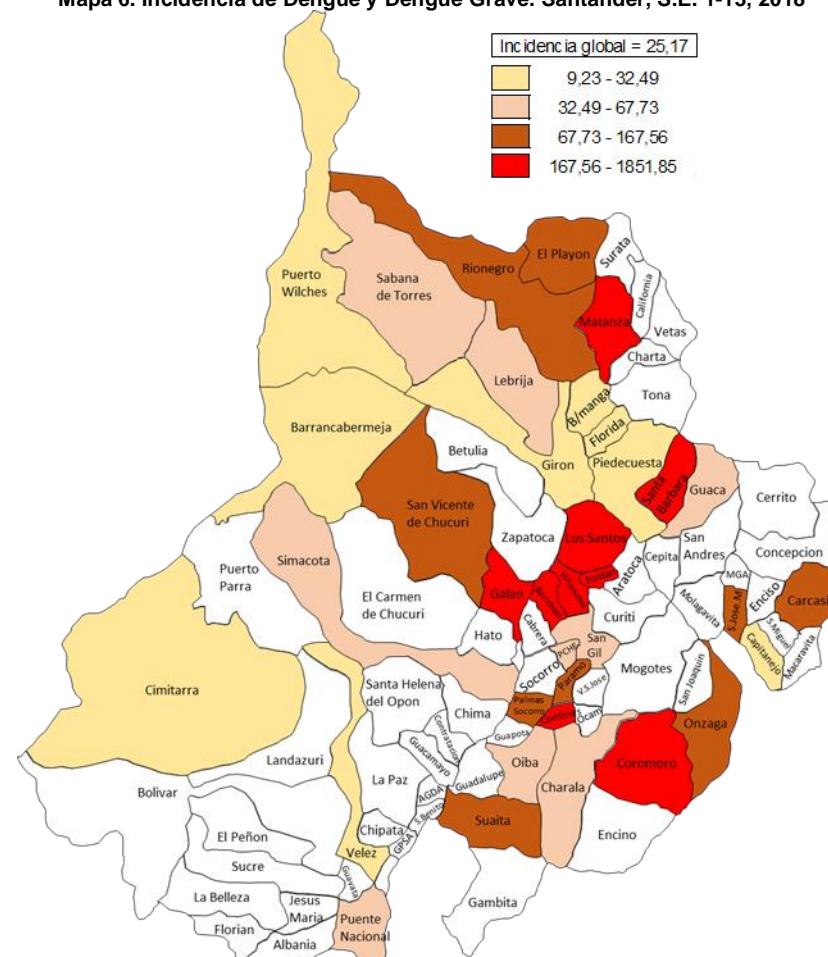 Mapa 6. Incidencia de Dengue y Dengue Grave. Santander, S.E. 1-15, 2018
Incidencia global = 25,17
9,23 - 32,49
32,49 - 67,73
67,73 - 167,56
167,56 - 1851,85
El Playon
Surata
Rionegro
California
Puerto
Wilches
Sabana
de Torres
Matanza
Vetas
Charta
Lebrija
Tona
B/manga
Barrancabermeja
Florida
Betulia
Giron
Piedecuesta
Santa
Barbara
Guaca
Cerrito
San Vicente
de Chucuri
Zapatoca
Los Santos
San
Andres
Concepcion
Simacota
Puerto
Parra
Aratoca
Cepita
MGA
Jordan
Galan
El Carmen
de Chucuri
Enciso
Carcasi
Molagavita
S.Jose.M
Cabrera
Curiti
S.Miguel
Macaravita
Hato
San
Gil
PCHE
Capitanejo
Socorro
Mogotes
San Joaquin
Paramo
V.S.Jose
Cimitarra
Santa Helena
del Opon
Palmas
Socorro
Chima
Confines
Ocam
Onzaga
Contratacion
Guapota
Landazuri
Guacamayo
Oiba
Coromoro
La Paz
Guadalupe
Charala
Bolivar
AGDA
S.Benito
Suaita
El Peñon
Chipata
GPSA
Encino
Velez
Sucre
Guavata
La Belleza
Jesus
Maria
Gambita
Puente
Nacional
Florian
Albania